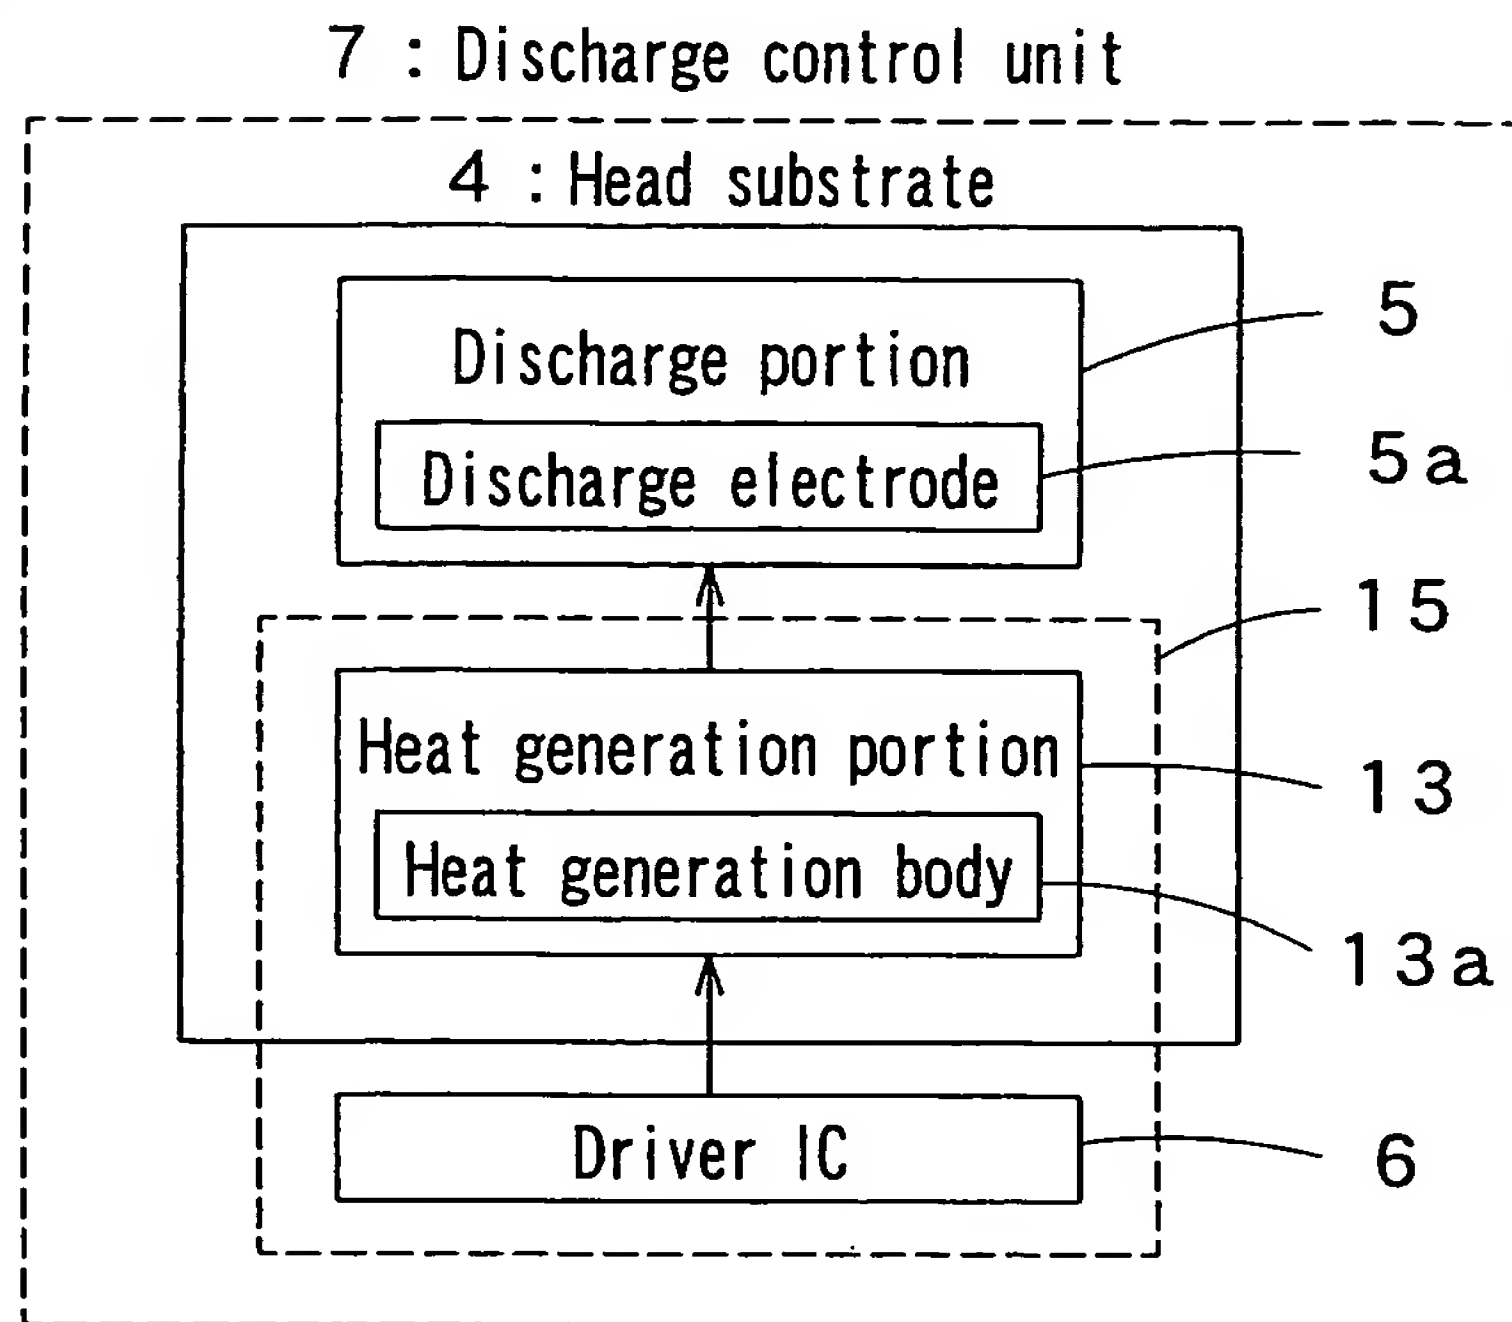 7 : Discharge control unit
4 : Head substrate
5
Discharge portion
5a
Discharge electrode
15
Heat generation portion
13
Heat generation body
13a
Driver IC
6